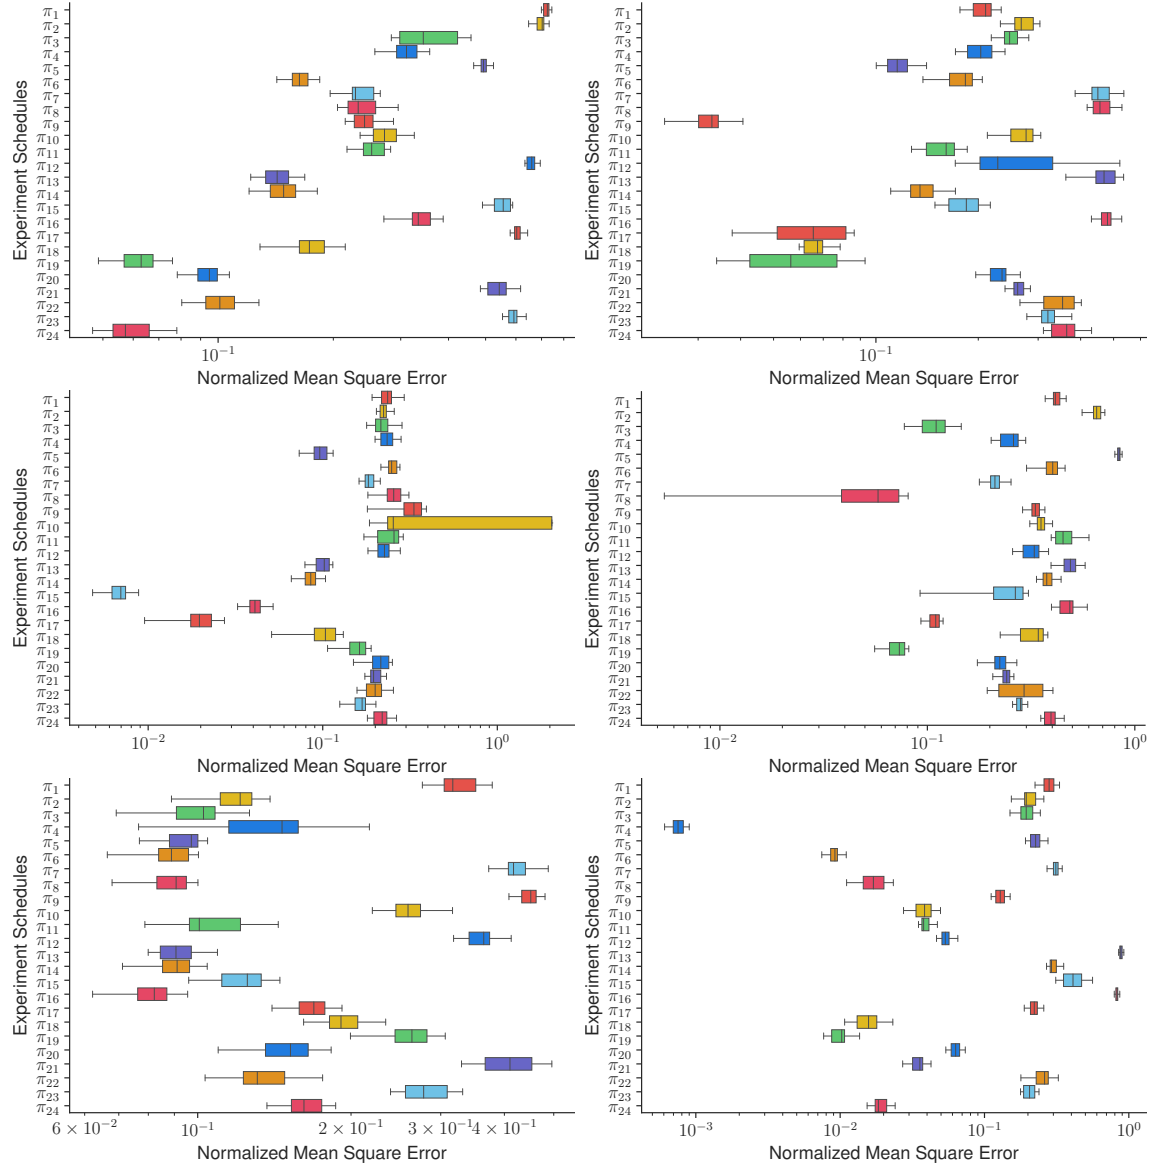 Experiment Schedules
π₁
π₂
π₃
π₄
π₅
π₆
π₇
π₈
π₉
π₁₀
π₁₁
π₁₂
π₁₃
π₁₄
π₁₅
π₁₆
π₁₇
π₁₈
π₁₉
π₂₀
π₂₁
π₂₂
π₂₃
π₂₄
10⁻¹
Normalized Mean Square Error
Experiment Schedules
π₁
π₂
π₃
π₄
π₅
π₆
π₇
π₈
π₉
π₁₀
π₁₁
π₁₂
π₁₃
π₁₄
π₁₅
π₁₆
π₁₇
π₁₈
π₁₉
π₂₀
π₂₁
π₂₂
π₂₃
π₂₄
10⁻¹
Normalized Mean Square Error
Experiment Schedules
π₁
π₂
π₃
π₄
π₅
π₆
π₇
π₈
π₉
π₁₀
π₁₁
π₁₂
π₁₃
π₁₄
π₁₅
π₁₆
π₁₇
π₁₈
π₁₉
π₂₀
π₂₁
π₂₂
π₂₃
π₂₄
10⁻² 10⁻¹ 10⁰
Normalized Mean Square Error
Experiment Schedules
π₁
π₂
π₃
π₄
π₅
π₆
π₇
π₈
π₉
π₁₀
π₁₁
π₁₂
π₁₃
π₁₄
π₁₅
π₁₆
π₁₇
π₁₈
π₁₉
π₂₀
π₂₁
π₂₂
π₂₃
π₂₄
10⁻² 10⁻¹ 10⁰
Normalized Mean Square Error
Experiment Schedules
π₁
π₂
π₃
π₄
π₅
π₆
π₇
π₈
π₉
π₁₀
π₁₁
π₁₂
π₁₃
π₁₄
π₁₅
π₁₆
π₁₇
π₁₈
π₁₉
π₂₀
π₂₁
π₂₂
π₂₃
π₂₄
6 × 10⁻² 10⁻¹ 2 × 10⁻¹ 3 × 10⁻¹ 4 × 10⁻¹
Normalized Mean Square Error
Experiment Schedules
π₁
π₂
π₃
π₄
π₅
π₆
π₇
π₈
π₉
π₁₀
π₁₁
π₁₂
π₁₃
π₁₄
π₁₅
π₁₆
π₁₇
π₁₈
π₁₉
π₂₀
π₂₁
π₂₂
π₂₃
π₂₄
10⁻³ 10⁻² 10⁻¹ 10⁰
Normalized Mean Square Error